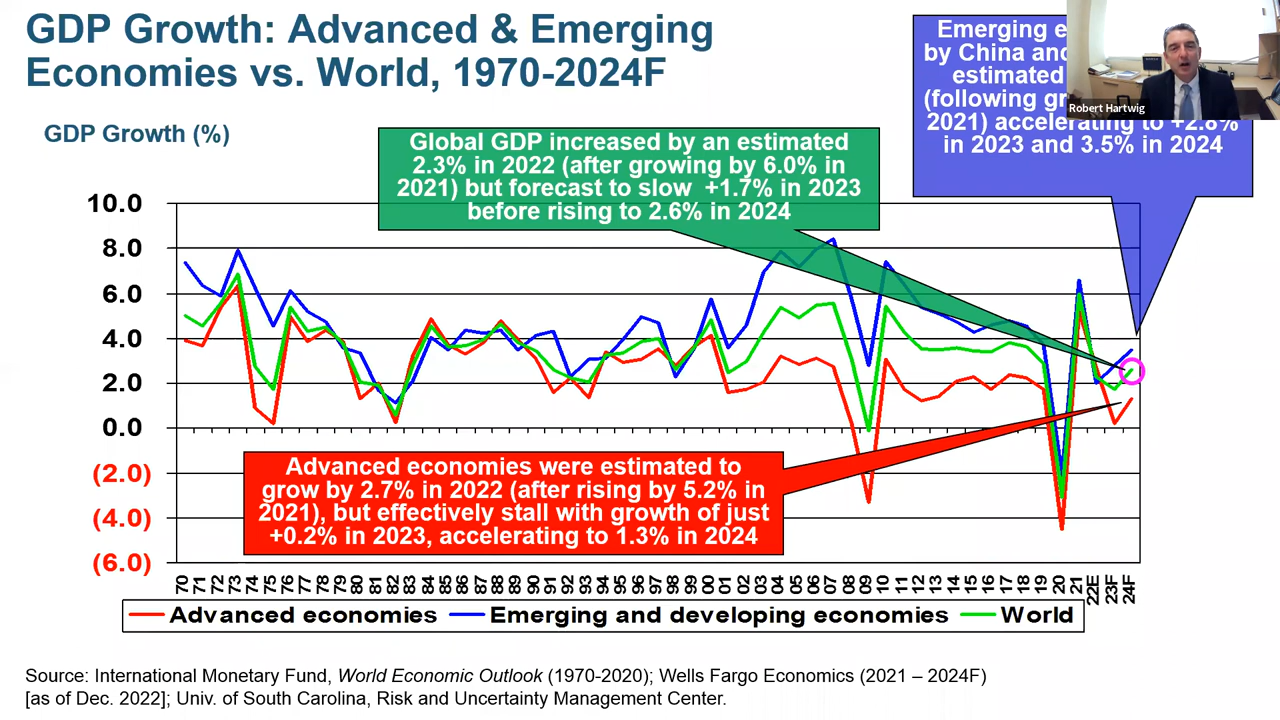 GDP Growth: Advanced & Emerging
Economies vs. World, 1970-2024F
GDP Growth (%)
Global GDP increased by an estimated
2.3% in 2022 (after growing by 6.0% in
2021) but forecast to slow +1.7% in 2023
before rising to 2.6% in 2024
Emerging
by China and
estimated
(following
2021) accelerating to +2.8%
in 2023 and 3.5% in 2024
Robert Hartwig
10.0
8.0
6.0
4.0
2.0
0.0
(2.0)
(4.0)
(6.0)
Advanced economies were estimated to
grow by 2.7% in 2022 (after rising by 5.2% in
2021), but effectively stall with growth of just
+0.2% in 2023, accelerating to 1.3% in 2024
70 71 72 73 74 75 76 77 78 79 80 81 82 83 84 85 86 87 88 89 90 91 92 93 94 95 96 97 98 99 00 01 02 03 04 05 06 07 08 09 10 11 12 13 14 15 16 17 18 19 20 21 22E 23F 24F
Advanced economies Emerging and developing economies World
Source: International Monetary Fund, World Economic Outlook (1970-2020); Wells Fargo Economics (2021 – 2024F)
[as of Dec. 2022]; Univ. of South Carolina, Risk and Uncertainty Management Center.